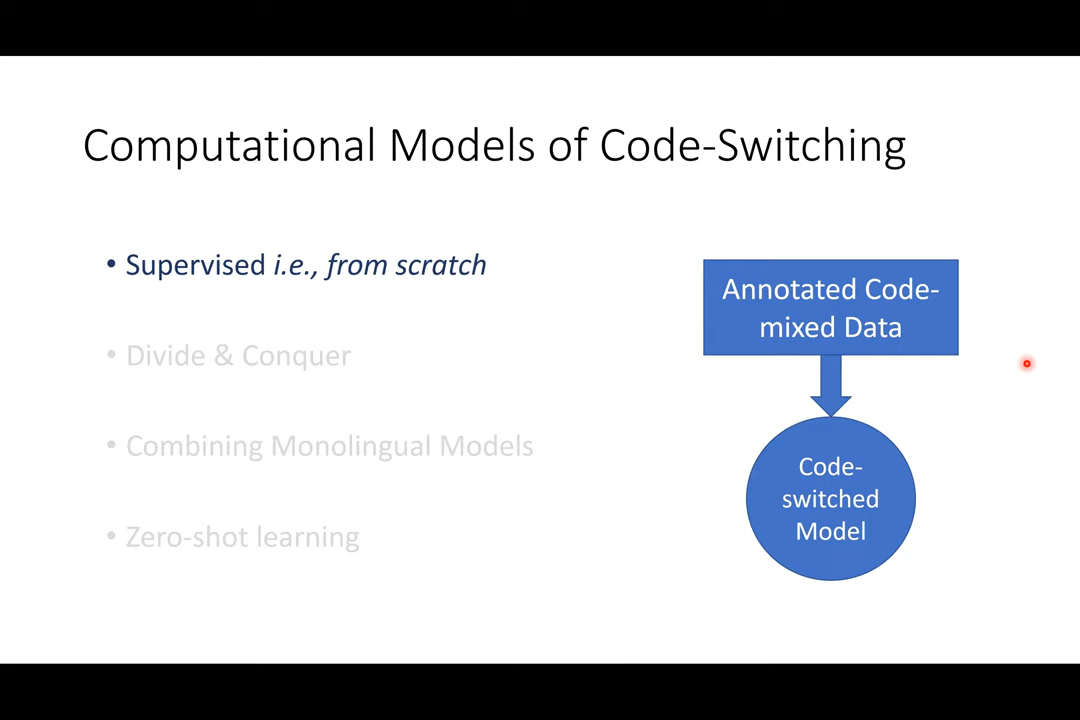 Computational Models of Code-Switching
• Supervised i.e., from scratch
• Divide & Conquer
• Combining Monolingual Models
• Zero-shot learning
Annotated Code-
mixed Data
Code-
switched
Model